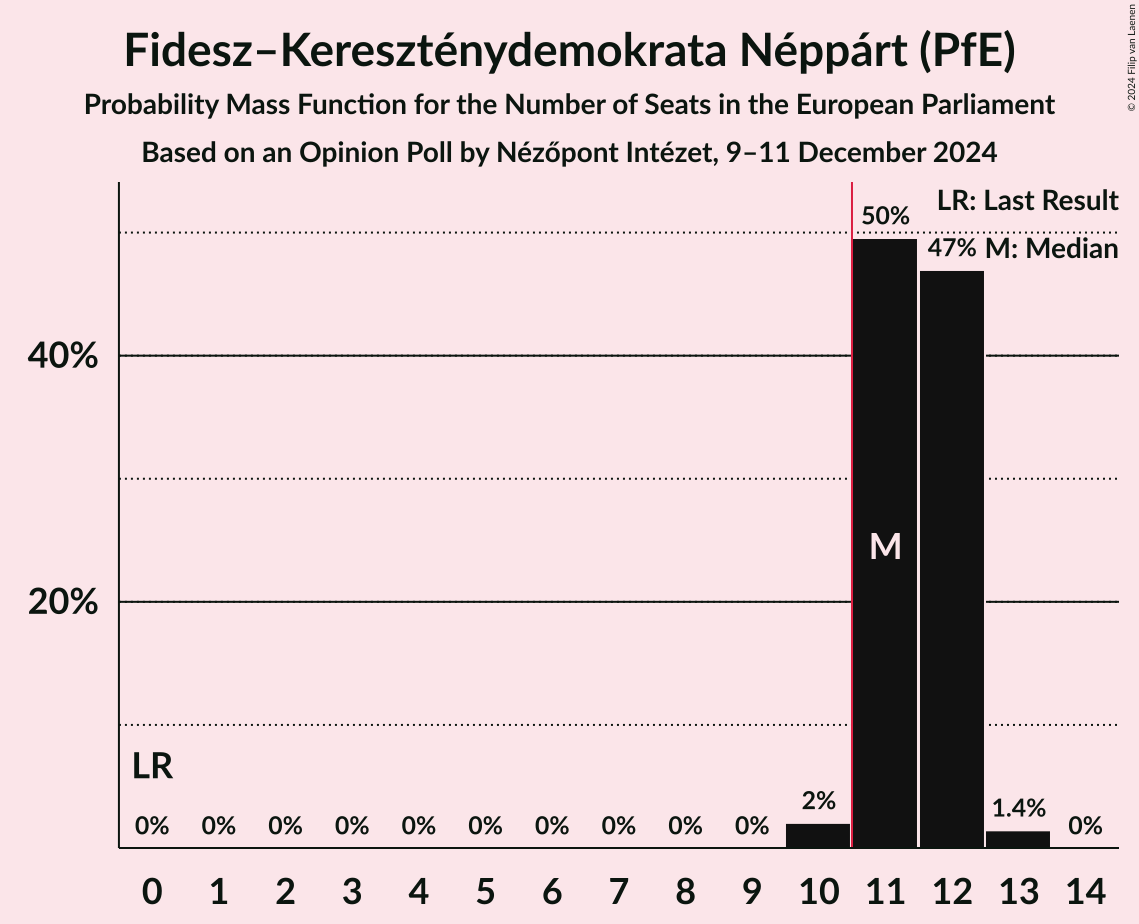 Fidesz–Kereszténydemokrata Néppárt (PfE)
Probability Mass Function for the Number of Seats in the European Parliament
Based on an Opinion Poll by Nézőpont Intézet, 9–11 December 2024
© 2024 Filip van Laenen
LR: Last Result
M: Median
50%
47%
40%
M
20%
LR
0% 0% 0% 0% 0% 0% 0% 0% 0% 0% 2% 1.4% 0%
0 1 2 3 4 5 6 7 8 9 10 11 12 13 14